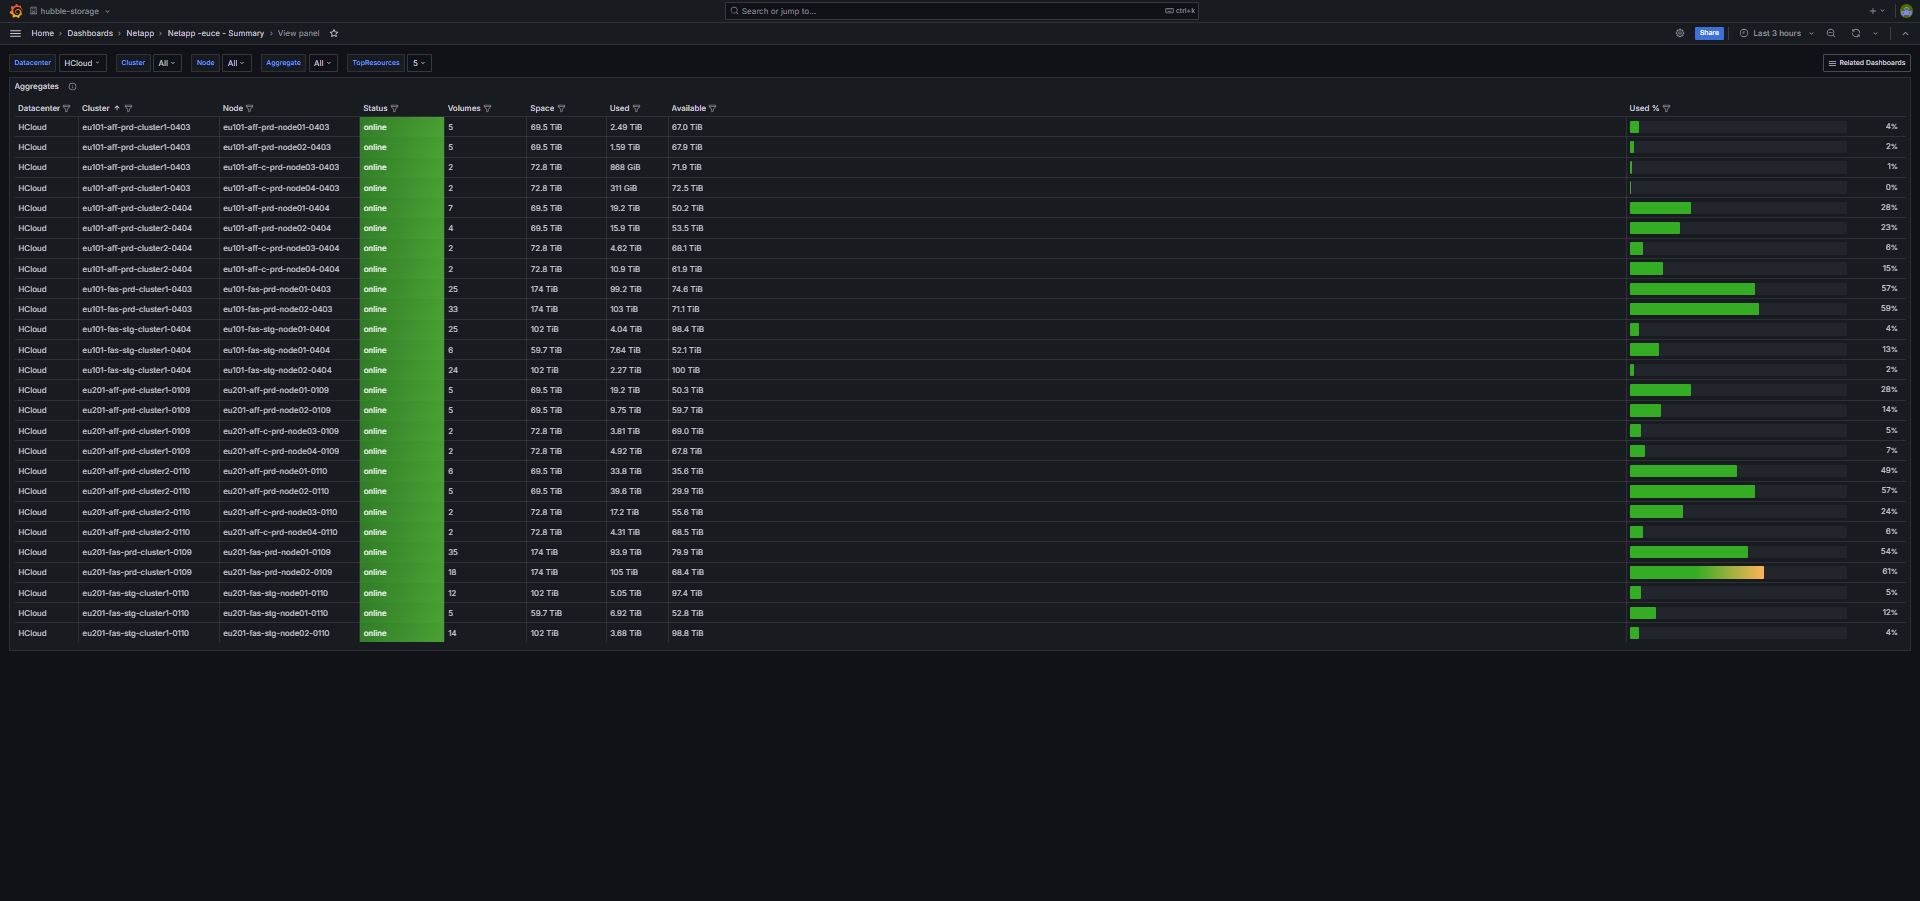 hubble-storage Search or jump to... ctrl+k
Home › Dashboards › Netapp › Netapp -euce - Summary › View panel Share Last 3 hours
Datacenter HCloud Cluster All Node All Aggregate All TopResources 5 Related Dashboards
Aggregates
Datacenter Cluster Node Status Volumes Space Used Available Used %
HCloud eu101-aff-prd-cluster1-0403 eu101-aff-prd-node01-0403 online 5 69.5 TiB 2.49 TiB 67.0 TiB 4%
HCloud eu101-aff-prd-cluster1-0403 eu101-aff-prd-node02-0403 online 5 69.5 TiB 1.59 TiB 67.9 TiB 2%
HCloud eu101-aff-prd-cluster1-0403 eu101-aff-c-prd-node03-0403 online 2 72.8 TiB 868 GiB 71.9 TiB 1%
HCloud eu101-aff-prd-cluster1-0403 eu101-aff-c-prd-node04-0403 online 2 72.8 TiB 311 GiB 72.5 TiB 0%
HCloud eu101-aff-prd-cluster2-0404 eu101-aff-prd-node01-0404 online 7 69.5 TiB 19.2 TiB 50.2 TiB 28%
HCloud eu101-aff-prd-cluster2-0404 eu101-aff-prd-node02-0404 online 4 69.5 TiB 15.9 TiB 53.5 TiB 23%
HCloud eu101-aff-prd-cluster2-0404 eu101-aff-c-prd-node03-0404 online 2 72.8 TiB 4.62 TiB 68.1 TiB 6%
HCloud eu101-aff-prd-cluster2-0404 eu101-aff-c-prd-node04-0404 online 2 72.8 TiB 10.9 TiB 61.9 TiB 15%
HCloud eu101-fas-prd-cluster1-0403 eu101-fas-prd-node01-0403 online 25 174 TiB 99.2 TiB 74.6 TiB 57%
HCloud eu101-fas-prd-cluster1-0403 eu101-fas-prd-node02-0403 online 33 174 TiB 103 TiB 71.1 TiB 59%
HCloud eu101-fas-stg-cluster1-0404 eu101-fas-stg-node01-0404 online 25 102 TiB 4.04 TiB 98.4 TiB 4%
HCloud eu101-fas-stg-cluster1-0404 eu101-fas-stg-node01-0404 online 6 59.7 TiB 7.64 TiB 52.1 TiB 13%
HCloud eu101-fas-stg-cluster1-0404 eu101-fas-stg-node02-0404 online 24 102 TiB 2.27 TiB 100 TiB 2%
HCloud eu201-aff-prd-cluster1-0109 eu201-aff-prd-node01-0109 online 5 69.5 TiB 19.2 TiB 50.3 TiB 28%
HCloud eu201-aff-prd-cluster1-0109 eu201-aff-prd-node02-0109 online 5 69.5 TiB 9.75 TiB 59.7 TiB 14%
HCloud eu201-aff-prd-cluster1-0109 eu201-aff-c-prd-node03-0109 online 2 72.8 TiB 3.81 TiB 69.0 TiB 5%
HCloud eu201-aff-prd-cluster1-0109 eu201-aff-c-prd-node04-0109 online 2 72.8 TiB 4.92 TiB 67.8 TiB 7%
HCloud eu201-aff-prd-cluster2-0110 eu201-aff-prd-node01-0110 online 6 69.5 TiB 33.8 TiB 35.6 TiB 49%
HCloud eu201-aff-prd-cluster2-0110 eu201-aff-prd-node02-0110 online 5 69.5 TiB 39.6 TiB 29.9 TiB 57%
HCloud eu201-aff-prd-cluster2-0110 eu201-aff-c-prd-node03-0110 online 2 72.8 TiB 17.2 TiB 55.6 TiB 24%
HCloud eu201-aff-prd-cluster2-0110 eu201-aff-c-prd-node04-0110 online 2 72.8 TiB 4.31 TiB 68.5 TiB 6%
HCloud eu201-fas-prd-cluster1-0109 eu201-fas-prd-node01-0109 online 35 174 TiB 93.9 TiB 79.9 TiB 54%
HCloud eu201-fas-prd-cluster1-0109 eu201-fas-prd-node02-0109 online 18 174 TiB 105 TiB 68.4 TiB 61%
HCloud eu201-fas-stg-cluster1-0110 eu201-fas-stg-node01-0110 online 12 102 TiB 5.05 TiB 97.4 TiB 5%
HCloud eu201-fas-stg-cluster1-0110 eu201-fas-stg-node01-0110 online 5 59.7 TiB 6.92 TiB 52.8 TiB 12%
HCloud eu201-fas-stg-cluster1-0110 eu201-fas-stg-node02-0110 online 14 102 TiB 3.68 TiB 98.8 TiB 4%